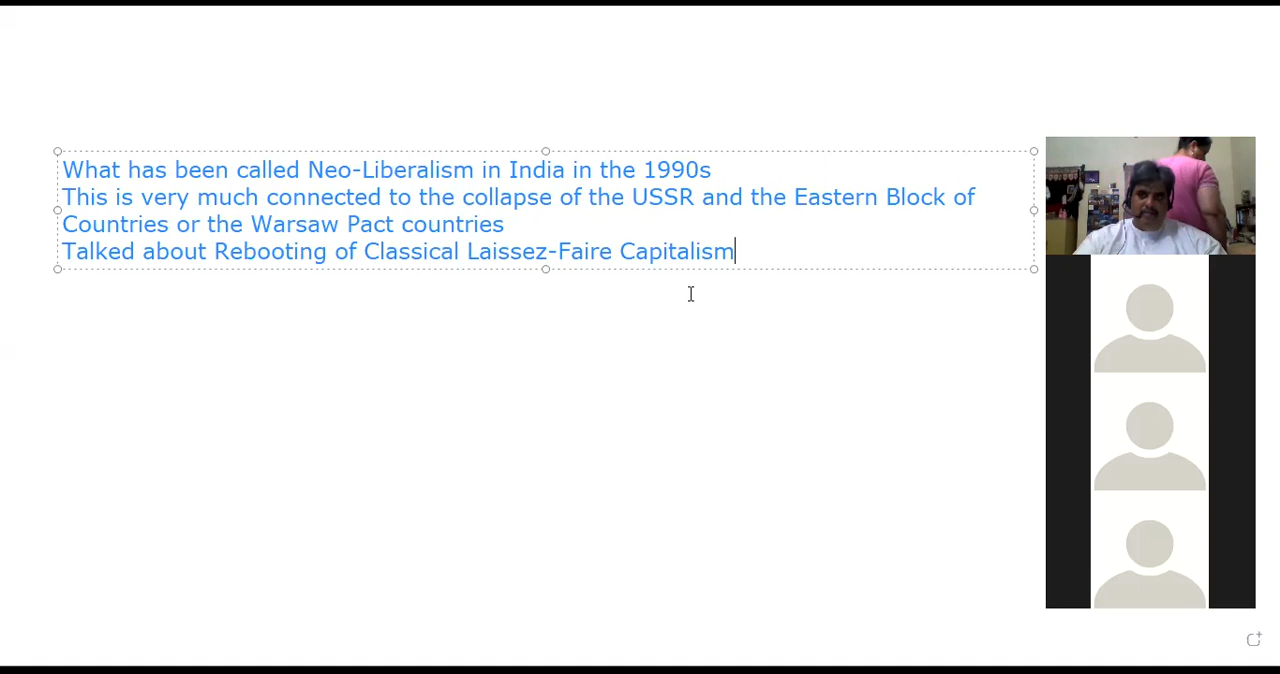 What has been called Neo-Liberalism in India in the 1990s
This is very much connected to the collapse of the USSR and the Eastern Block of
Countries or the Warsaw Pact countries
Talked about Rebooting of Classical Laissez-Faire Capitalism